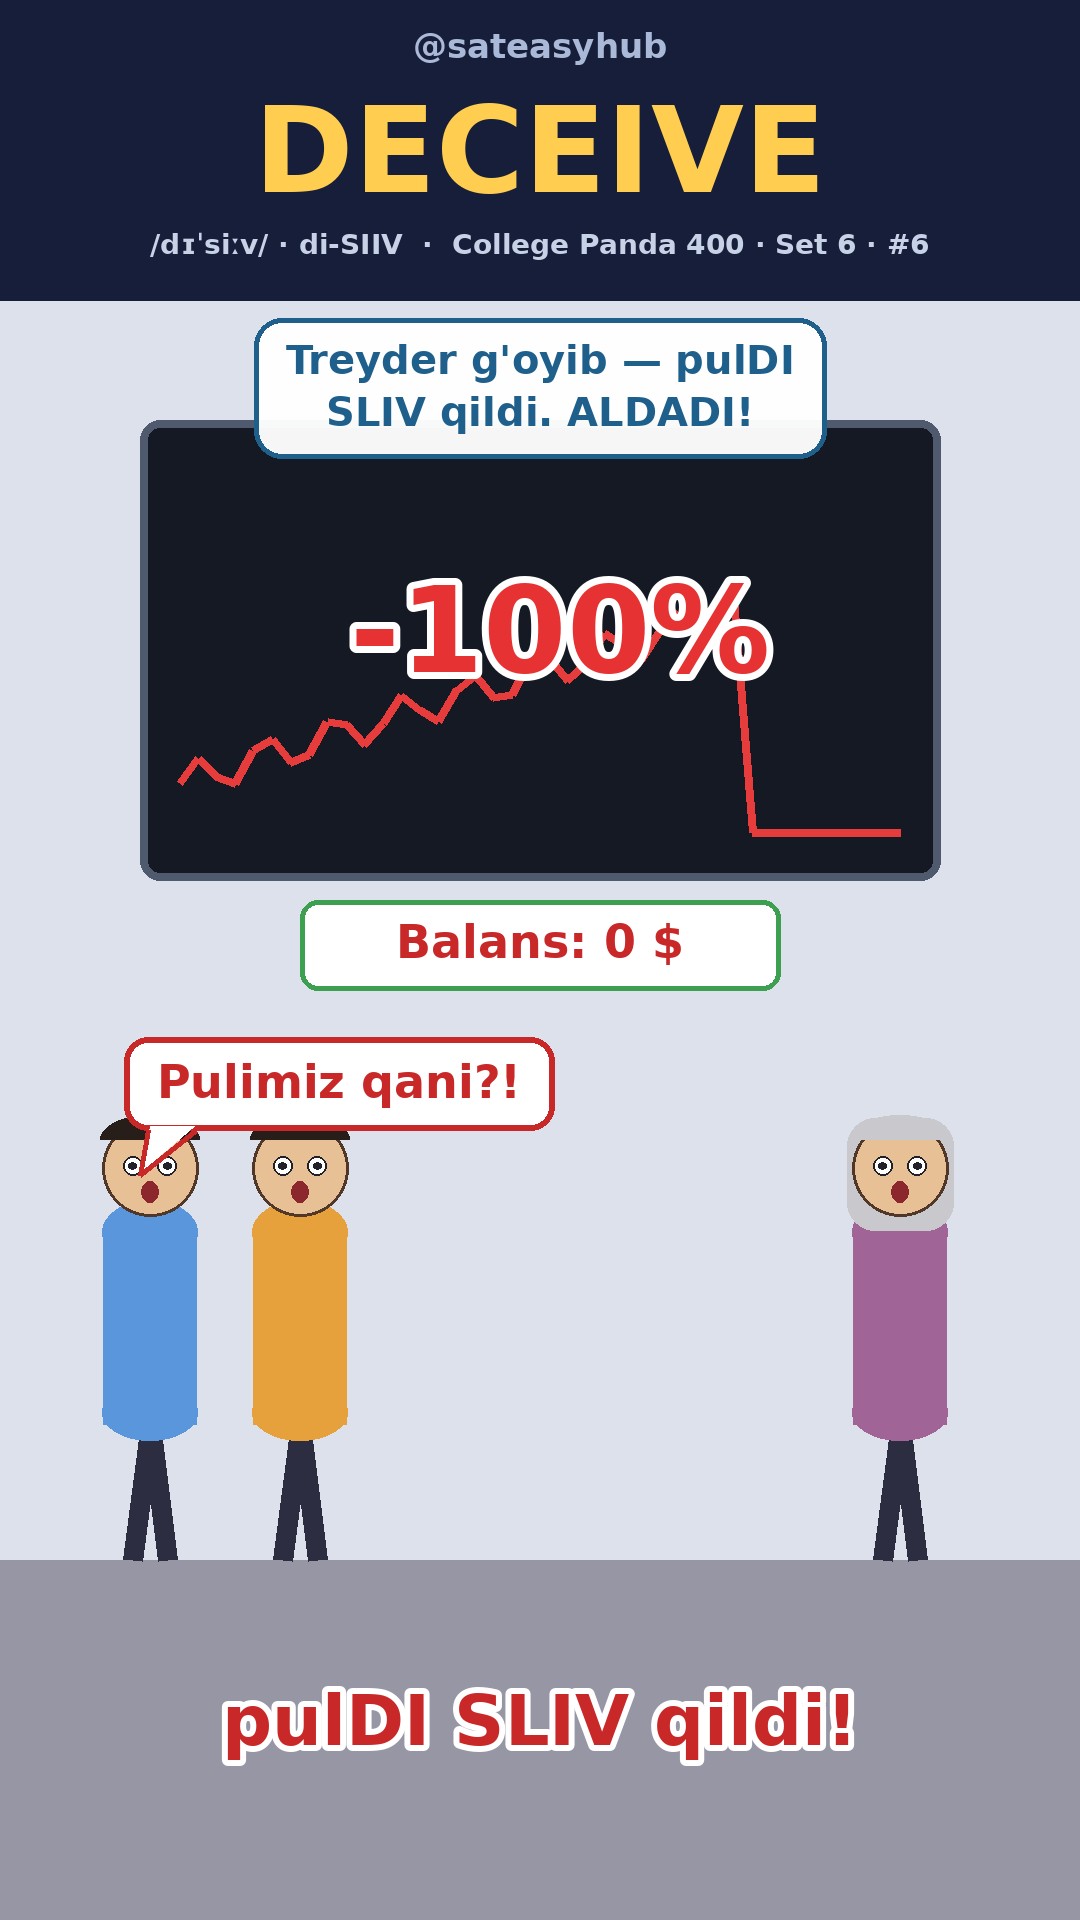 @sateasyhub
DECEIVE
/dɪˈsiːv/ · di-SIIV · College Panda 400 · Set 6 · #6
Treyder g'oyib — pulDI
SLIV qildi. ALDADI!
-100%
Balans: 0 $
Pulimiz qani?!
pulDI SLIV qildi!